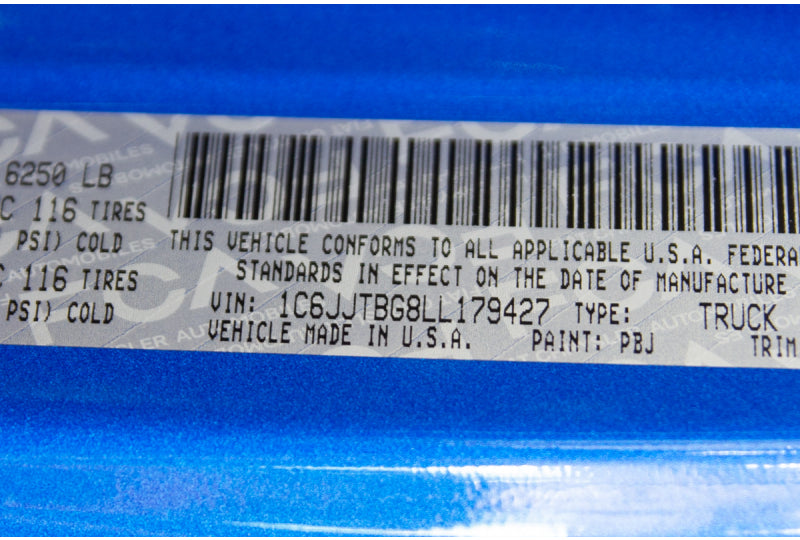 6250 LB
C 116 TIRES
PSI) COLD
C 116 TIRES
PSI) COLD
THIS VEHICLE CONFORMS TO ALL APPLICABLE U.S.A. FEDERA
STANDARDS IN EFFECT ON THE DATE OF MANUFACTURE
VIN: 1C6JJTBG8LL179427 TYPE: TRUCK
VEHICLE MADE IN U.S.A. PAINT: PBJ TRIM